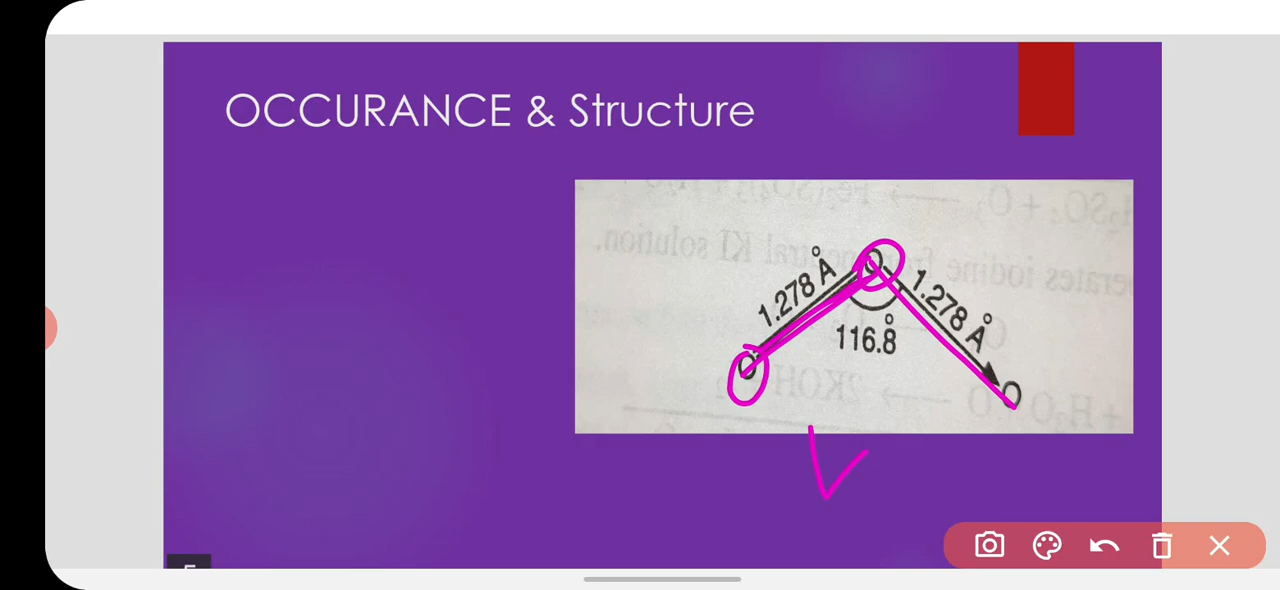 OCCURANCE & Structure
O
1.278 Å
1.278 Å
116.8°
O
O